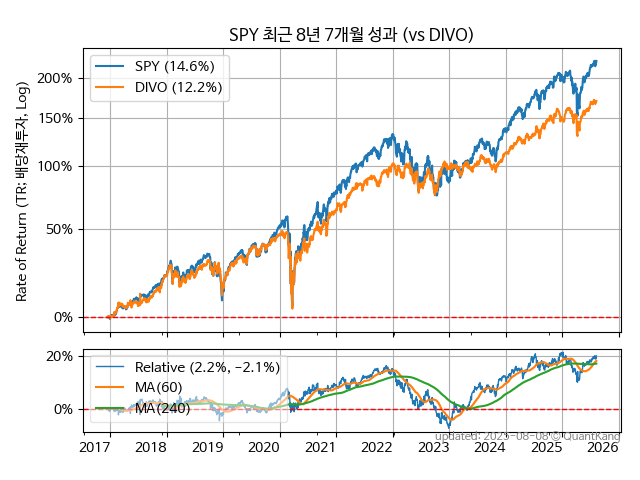 SPY 최근 8년 7개월 성과 (vs DIVO)
Rate of Return (TR: 배당재투자, Log)
200%
150%
100%
50%
0%
SPY (14.6%)
DIVO (12.2%)
20%
0%
Relative (2.2%, −2.1%)
MA(60)
MA(240)
2017 2018 2019 2020 2021 2022 2023 2024 2025 2026
updated: 2025-08-08 © QuantKang